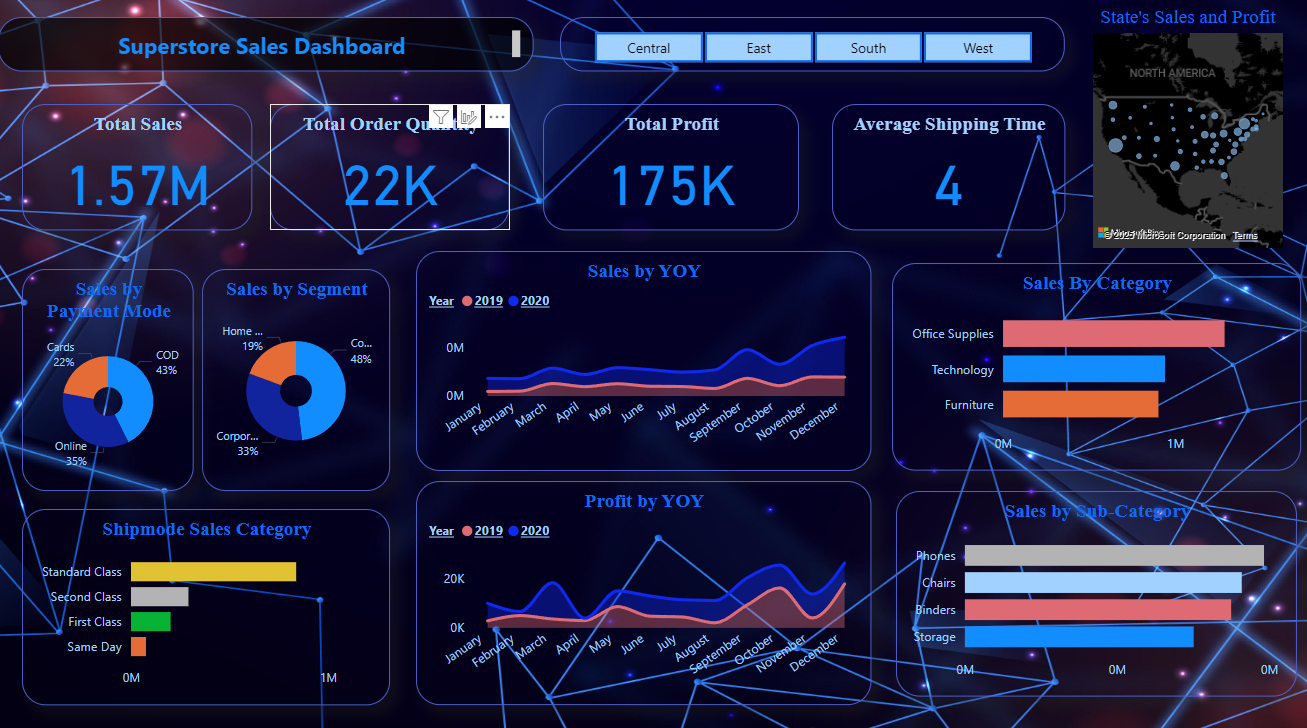 Superstore Sales Dashboard
Central
East
South
West
State's Sales and Profit
NORTH AMERICA
© 2025 Microsoft Corporation
Terms
Total Sales
1.57M
Total Order Quantity
22K
Total Profit
175K
Average Shipping Time
4
Sales by
Payment Mode
Cards
22%
COD
43%
Online
35%
Sales by Segment
Home ...
19%
Co...
48%
Corpor...
33%
Sales by YOY
Year 2019 2020
0M
0M
January
February
March
April
May
June
July
August
September
October
November
December
Sales By Category
Office Supplies
Technology
Furniture
0M
1M
Shipmode Sales Category
Standard Class
Second Class
First Class
Same Day
0M
1M
Profit by YOY
Year 2019 2020
20K
0K
January
February
March
April
May
June
July
August
September
October
November
December
Sales by Sub-Category
Phones
Chairs
Binders
Storage
0M
0M
0M